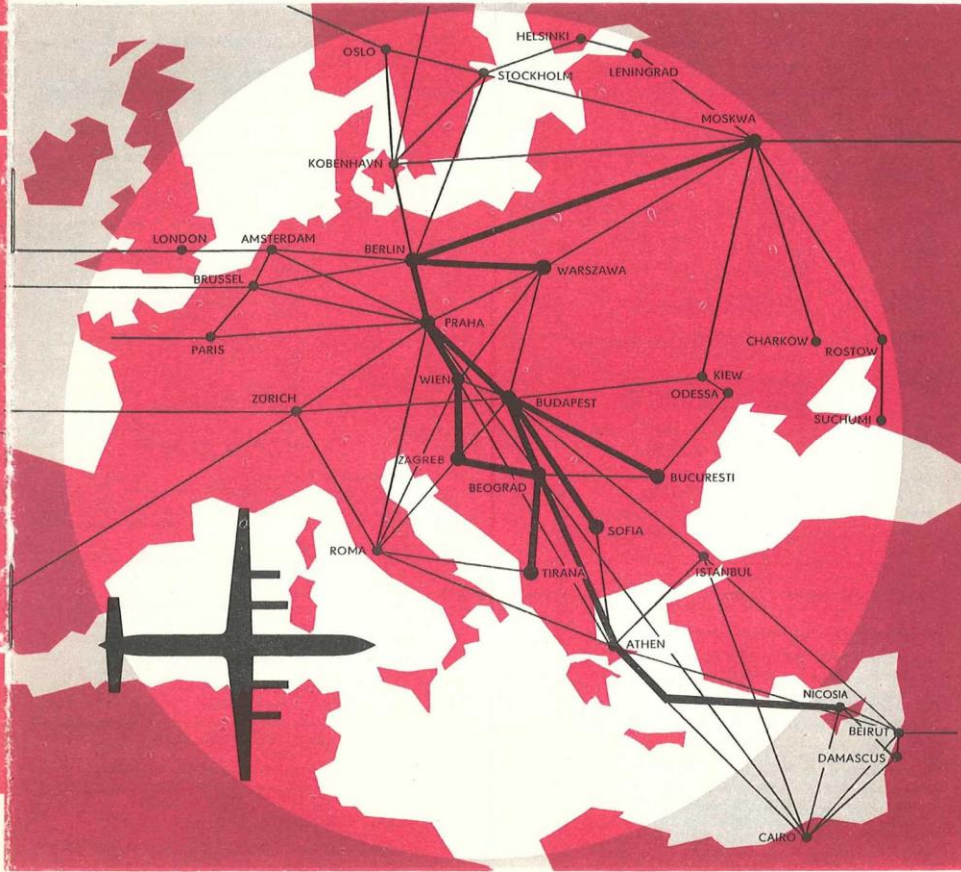 HELSINKI
OSLO
STOCKHOLM
LENINGRAD
MOSKWA
KOBENHAVN
LONDON
AMSTERDAM
BERLIN
WARSZAWA
BRÜSSEL
PRAHA
PARIS
CHARKOW
ROSTOW
WIEN
KIEW
ODESSA
ZÜRICH
BUDAPEST
SUCHUMI
ZAGREB
BEOGRAD
BUCURESTI
SOFIA
ROMA
TIRANA
ISTANBUL
ATHEN
NICOSIA
BEIRUT
DAMASCUS
CAIRO